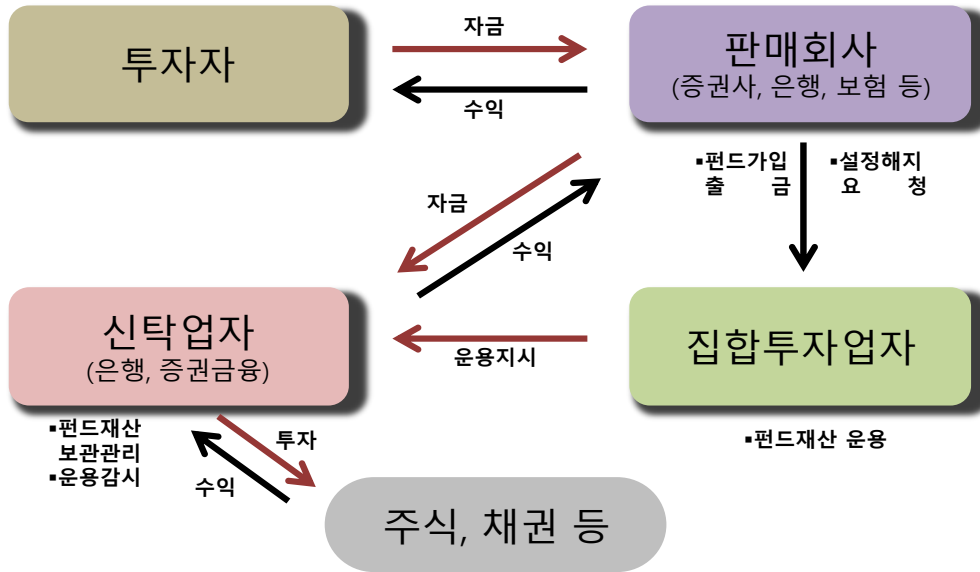 투자자
자금
수익
판매회사
(증권사, 은행, 보험 등)
▪펀드가입
출 금
▪설정해지
요 청
자금
수익
신탁업자
(은행, 증권금융)
운용지시
집합투자업자
▪펀드재산
보관관리
▪운용감시
투자
수익
▪펀드재산 운용
주식, 채권 등